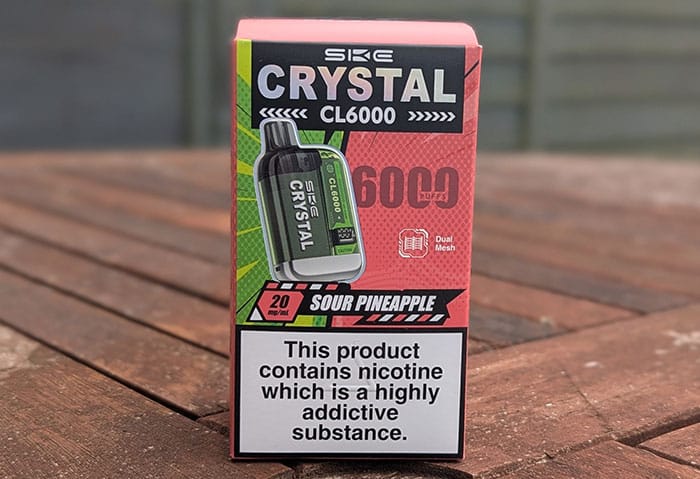 SKE
CRYSTAL
CL6000
6000
PUFFS
SKE
CRYSTAL
CL6000
Dual
Mesh
20
mg/mL
SOUR PINEAPPLE
This product
contains nicotine
which is a highly
addictive
substance.